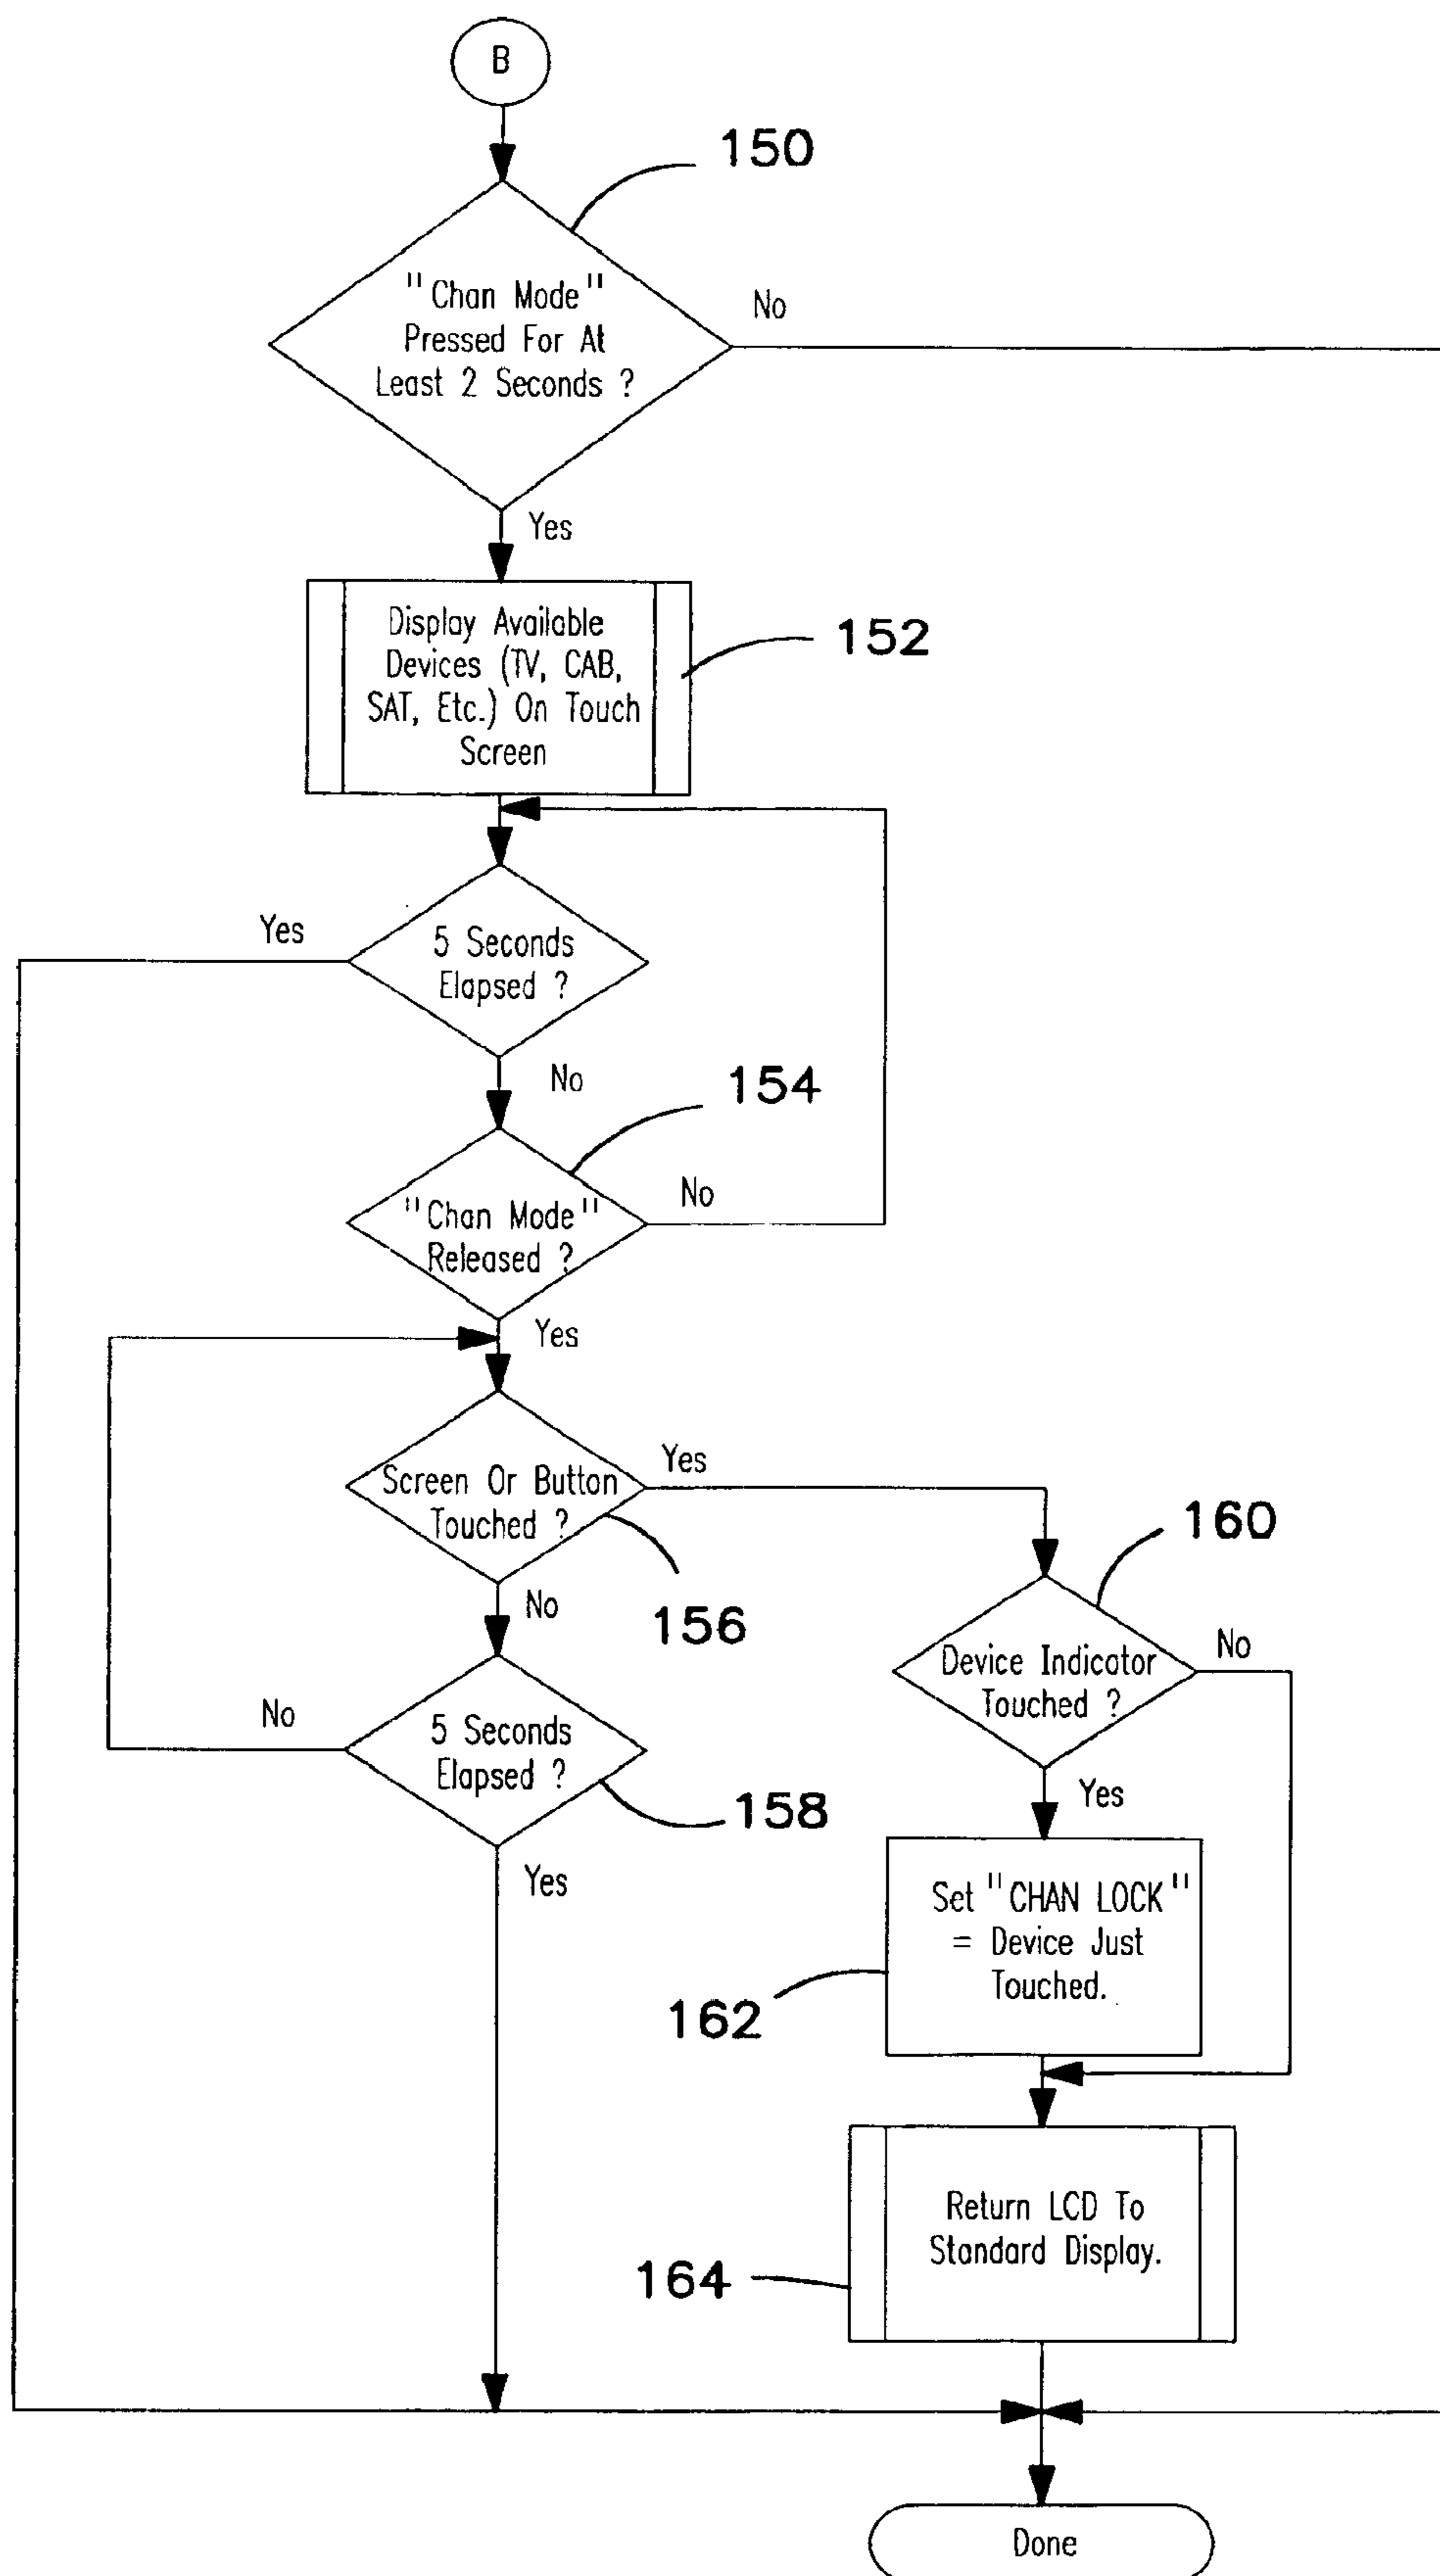 B
150
"Chan Mode"
Pressed For At
Least 2 Seconds ?
No
Yes
Display Available
Devices (TV, CAB,
SAT, Etc.) On Touch
Screen
152
Yes
5 Seconds
Elapsed ?
No
154
"Chan Mode"
Released ?
No
Yes
Screen Or Button
Touched ?
Yes
156
160
No
Device Indicator
Touched ?
No
No
5 Seconds
Elapsed ?
158
Yes
Yes
Set "CHAN LOCK"
= Device Just
Touched.
162
Return LCD To
Standard Display.
164
Done